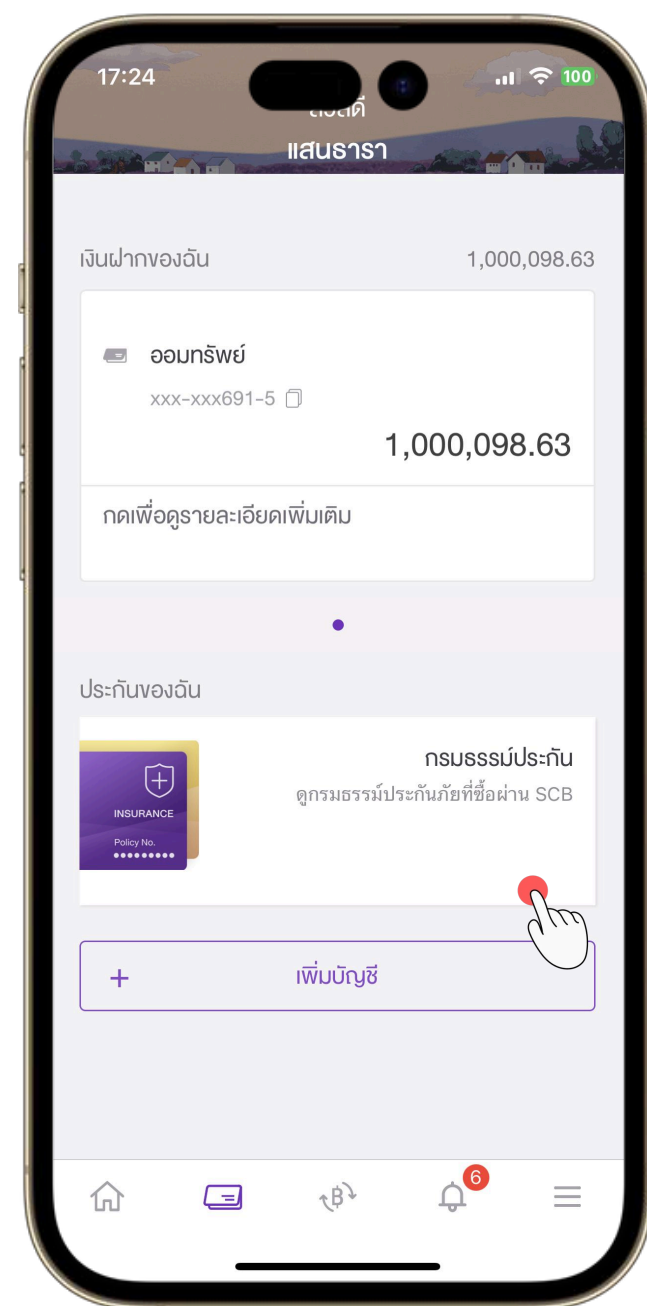 17:24
100
สวัสดี
แสนธารา
เงินฝากของฉัน 1,000,098.63
ออมทรัพย์
xxx-xxx691-5
1,000,098.63
กดเพื่อดูรายละเอียดเพิ่มเติม
ประกันของฉัน
INSURANCE
Policy No.
กรมธรรม์ประกัน
ดูกรมธรรม์ประกันภัยที่ซื้อผ่าน SCB
+ เพิ่มบัญชี
6